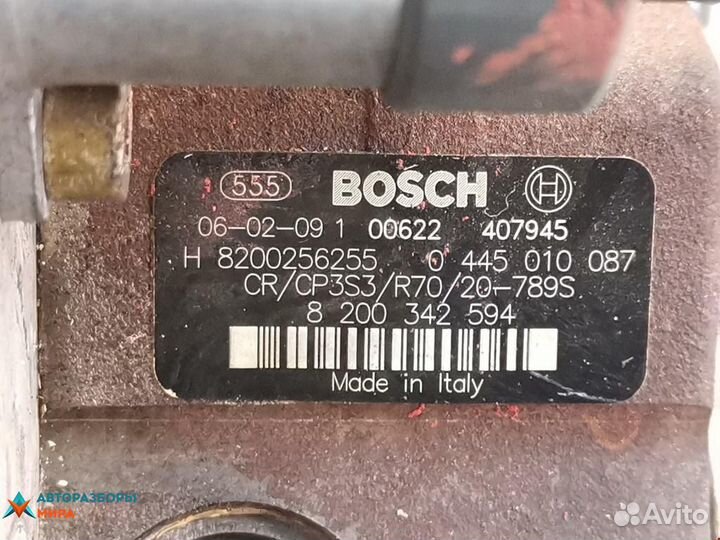 555 BOSCH H
06-02-09 1 00622 407945
H 8200256255 0 445 010 087
CR/CP3S3/R70/20-789S
8 200 342 594
Made in Italy
АВТОРАЗБОРЫ
МИРА
Avito